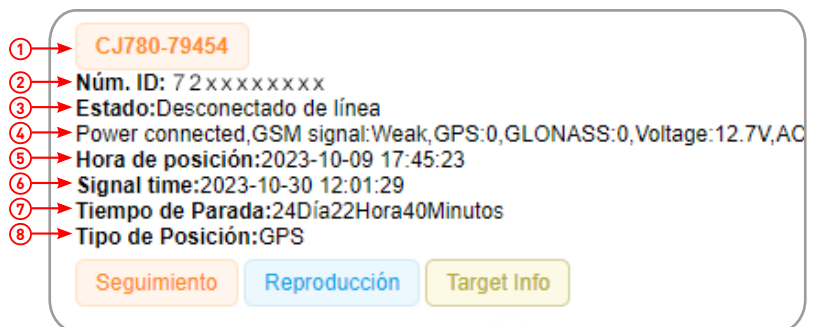 ① CJ780-79454
② Núm. ID: 72xxxxxxxx
③ Estado:Desconectado de línea
④ Power connected,GSM signal:Weak,GPS:0,GLONASS:0,Voltage:12.7V,AC
⑤ Hora de posición:2023-10-09 17:45:23
⑥ Signal time:2023-10-30 12:01:29
⑦ Tiempo de Parada:24Día22Hora40Minutos
⑧ Tipo de Posición:GPS
Seguimiento Reproducción Target Info